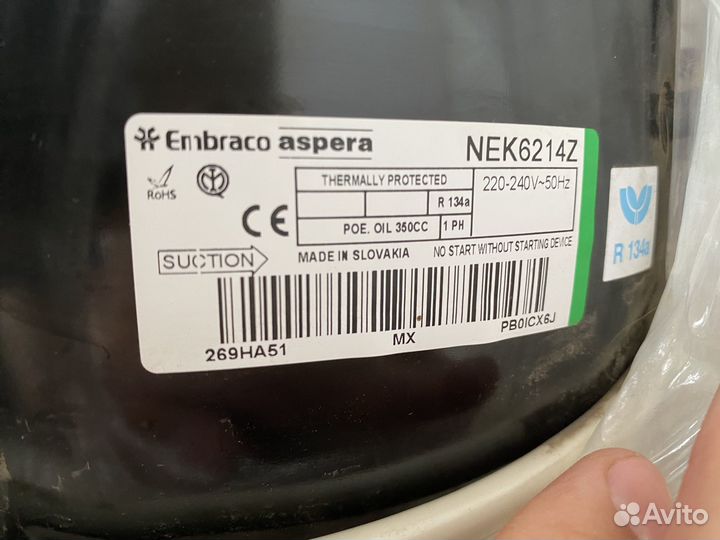 Embraco aspera
NEK6214Z
RoHS
THERMALLY PROTECTED
R 134a
POE. OIL 350CC
1 PH
220-240V~50Hz
CE
SUCTION
MADE IN SLOVAKIA
NO START WITHOUT STARTING DEVICE
269HA51
MX
PB0ICX6J
R 134a
Avito